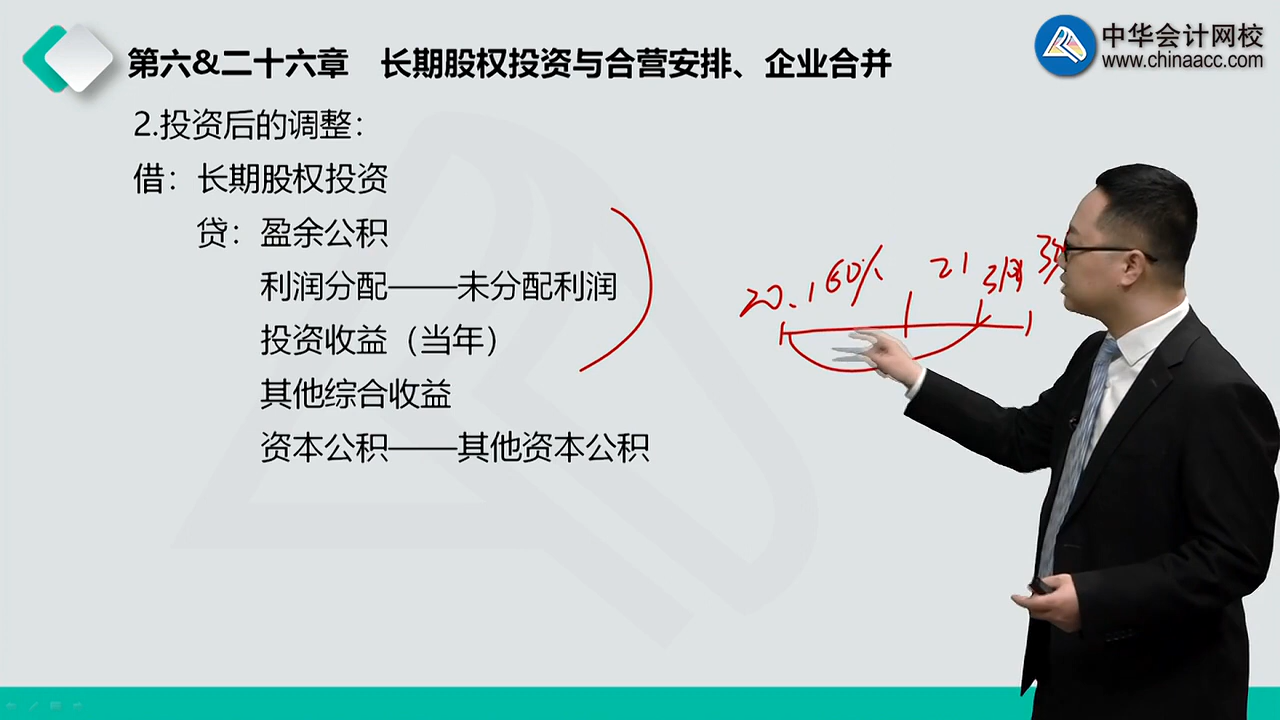 第六&二十六章 长期股权投资与合营安排、企业合并
中华会计网校
www.chinaacc.com
2.投资后的调整：
借：长期股权投资
贷：盈余公积
利润分配——未分配利润
投资收益（当年）
其他综合收益
资本公积——其他资本公积
20.1 60% 21